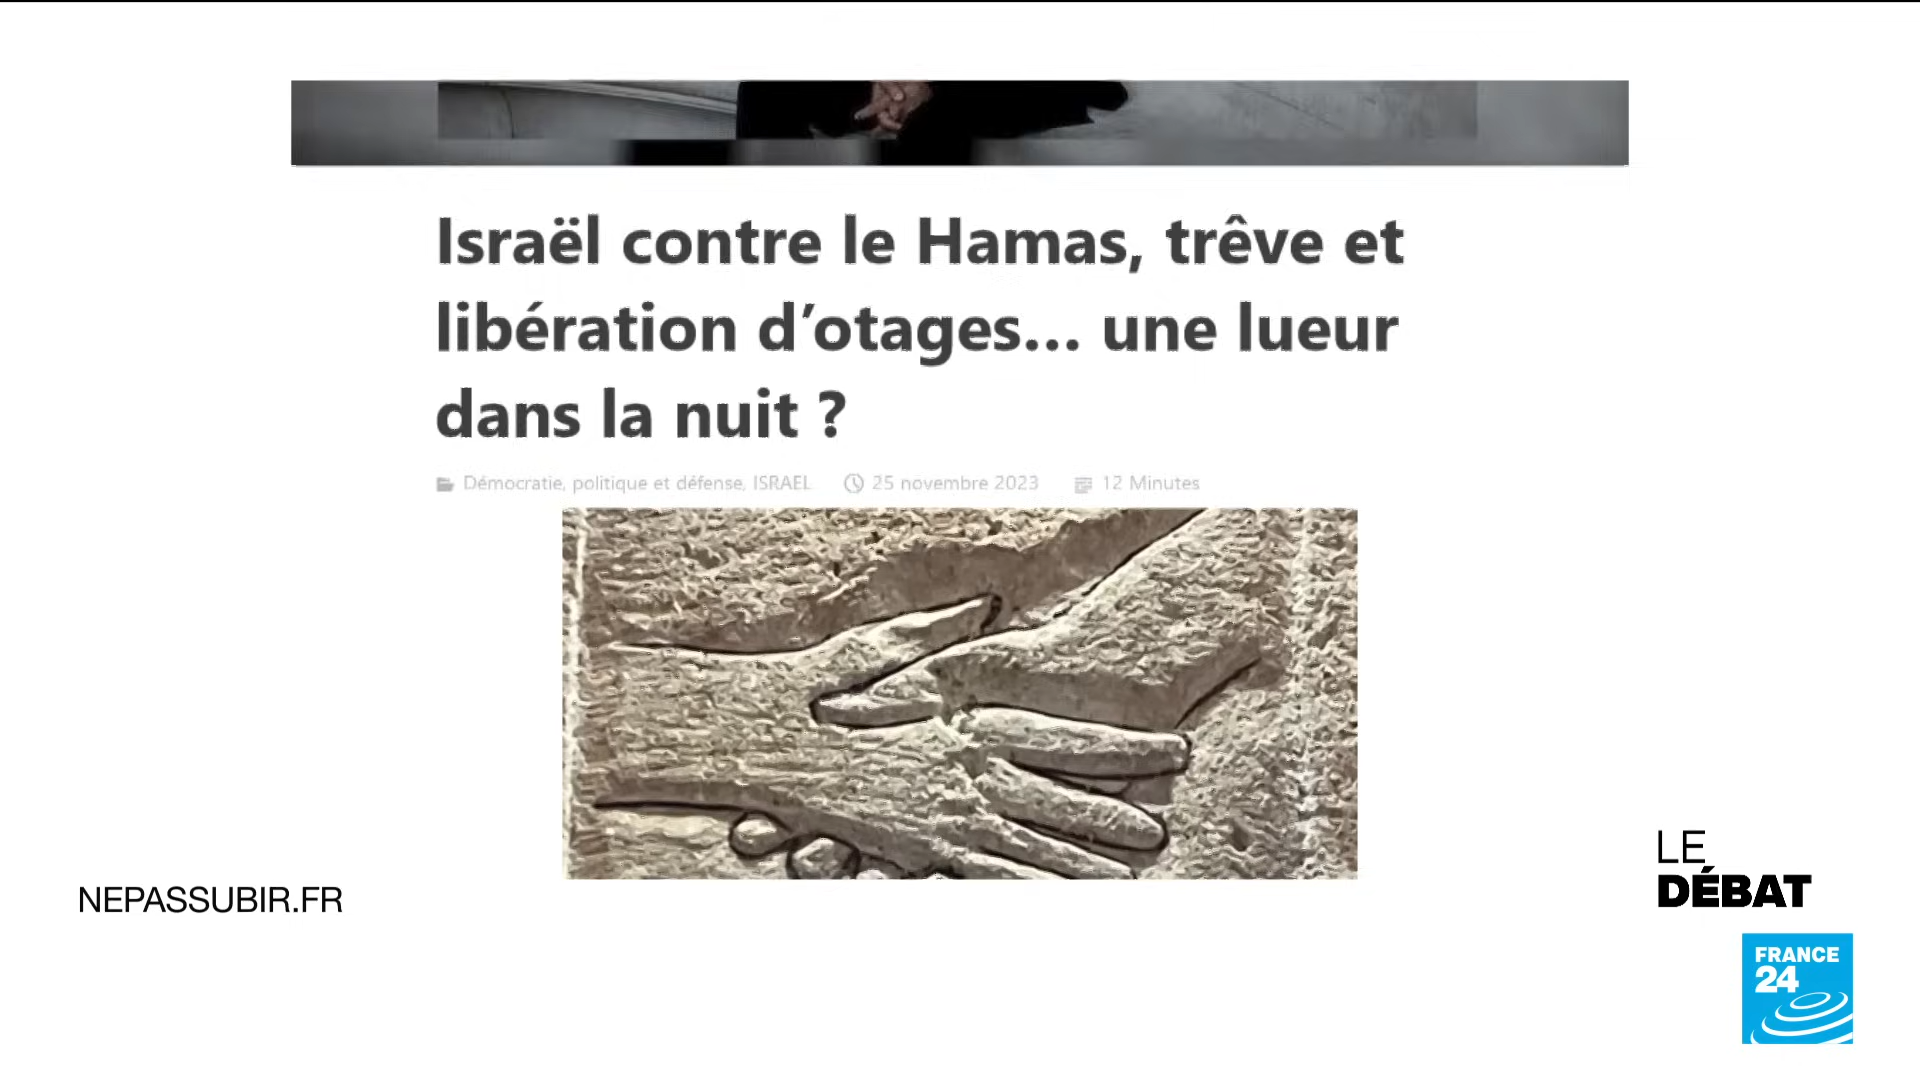 Israël contre le Hamas, trêve et
libération d’otages… une lueur
dans la nuit ?
Démocratie, politique et défense, ISRAEL 25 novembre 2023 12 Minutes
NEPASSUBIR.FR
LE
DÉBAT
FRANCE
24